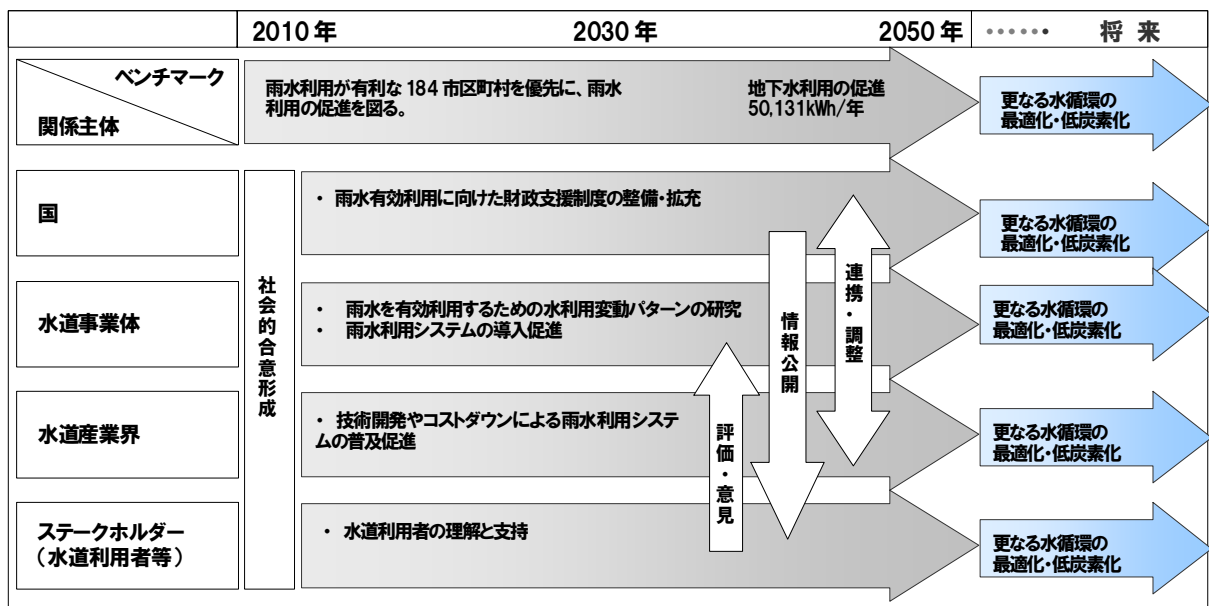 2010年
2030年
2050年
・・・・・・ 将 来
ベンチマーク
関係主体
雨水利用が有利な 184 市区町村を優先に、雨水
利用の促進を図る。
地下水利用の促進
50,131kWh/年
更なる水循環の
最適化・低炭素化
国
・ 雨水有効利用に向けた財政支援制度の整備・拡充
更なる水循環の
最適化・低炭素化
社会的合意形成
水道事業体
・ 雨水を有効利用するための水利用変動パターンの研究
・ 雨水利用システムの導入促進
情報公開
連携・調整
更なる水循環の
最適化・低炭素化
水道産業界
・ 技術開発やコストダウンによる雨水利用システ
ムの普及促進
評価・意見
更なる水循環の
最適化・低炭素化
ステークホルダー
（水道利用者等）
・ 水道利用者の理解と支持
更なる水循環の
最適化・低炭素化